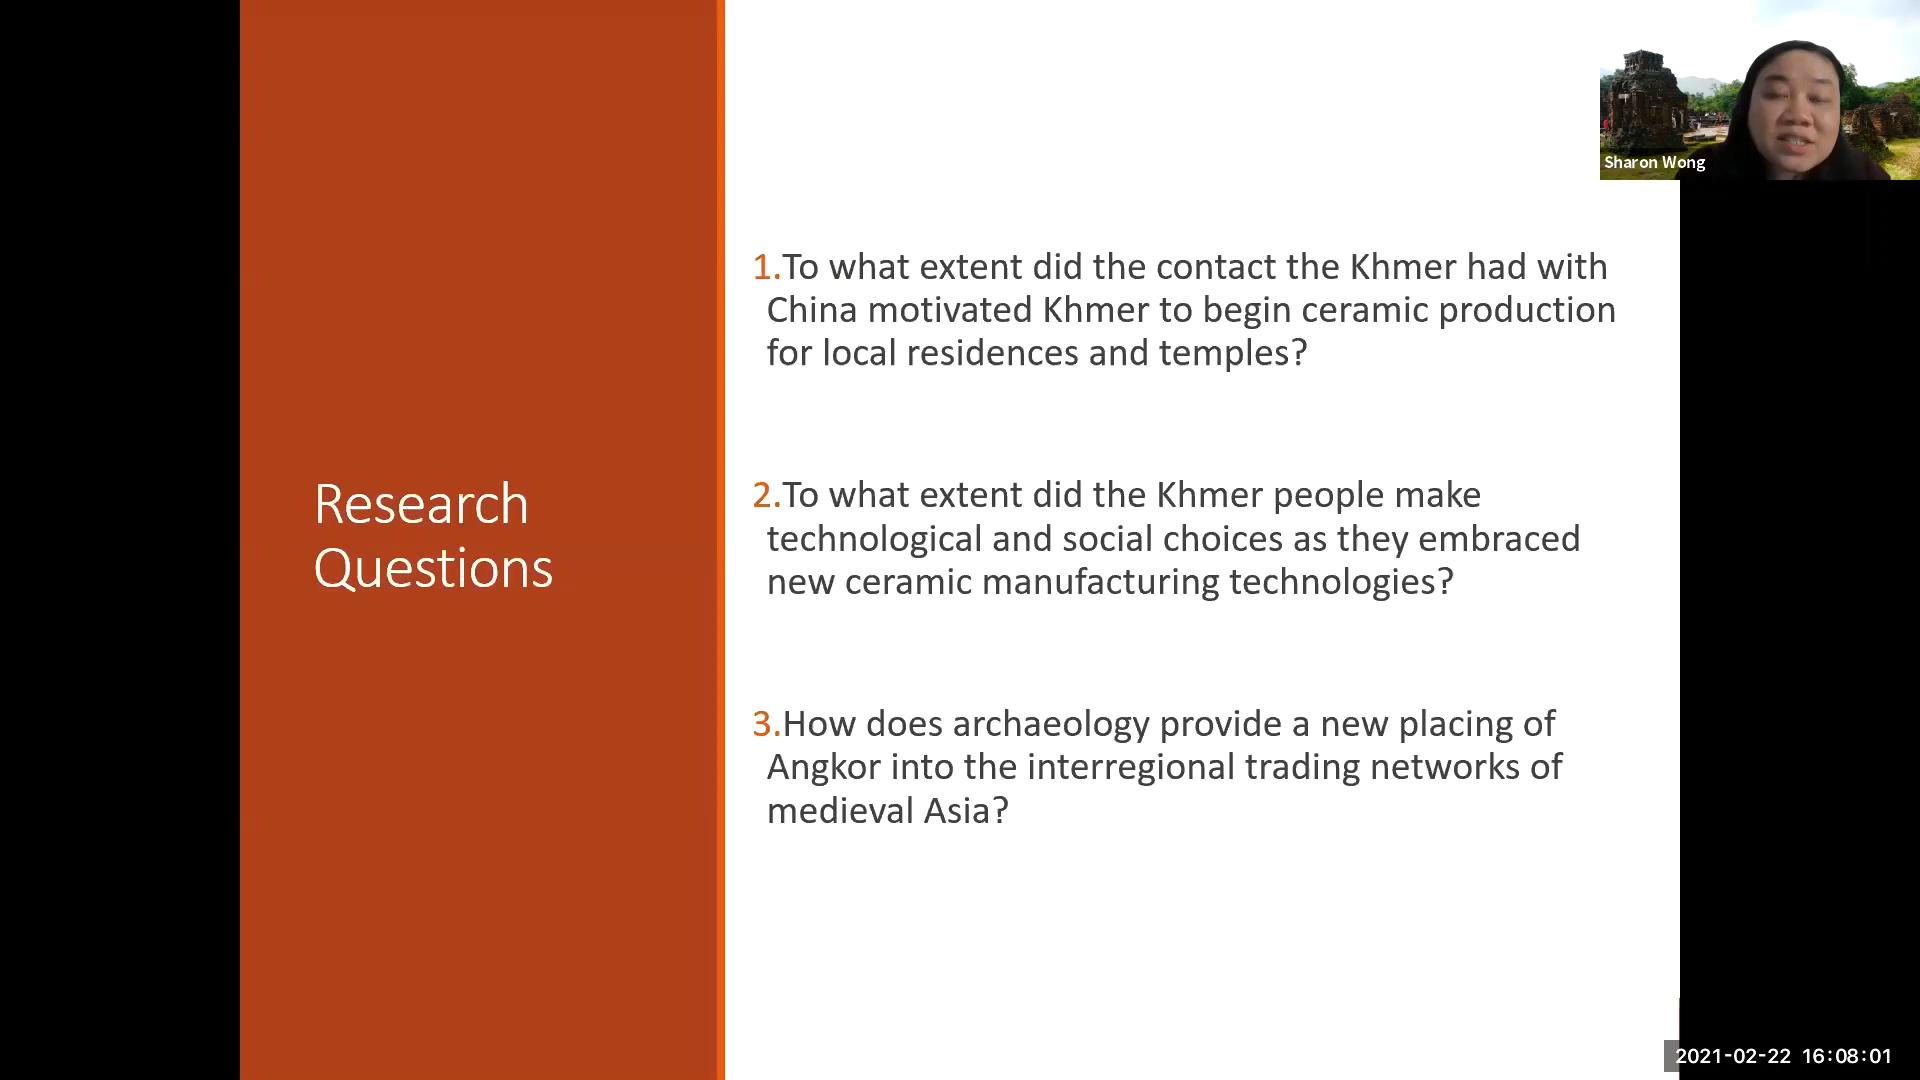 Research
Questions
1.To what extent did the contact the Khmer had with
China motivated Khmer to begin ceramic production
for local residences and temples?
2.To what extent did the Khmer people make
technological and social choices as they embraced
new ceramic manufacturing technologies?
3.How does archaeology provide a new placing of
Angkor into the interregional trading networks of
medieval Asia?
Sharon Wong
2021-02-22 16:08:01